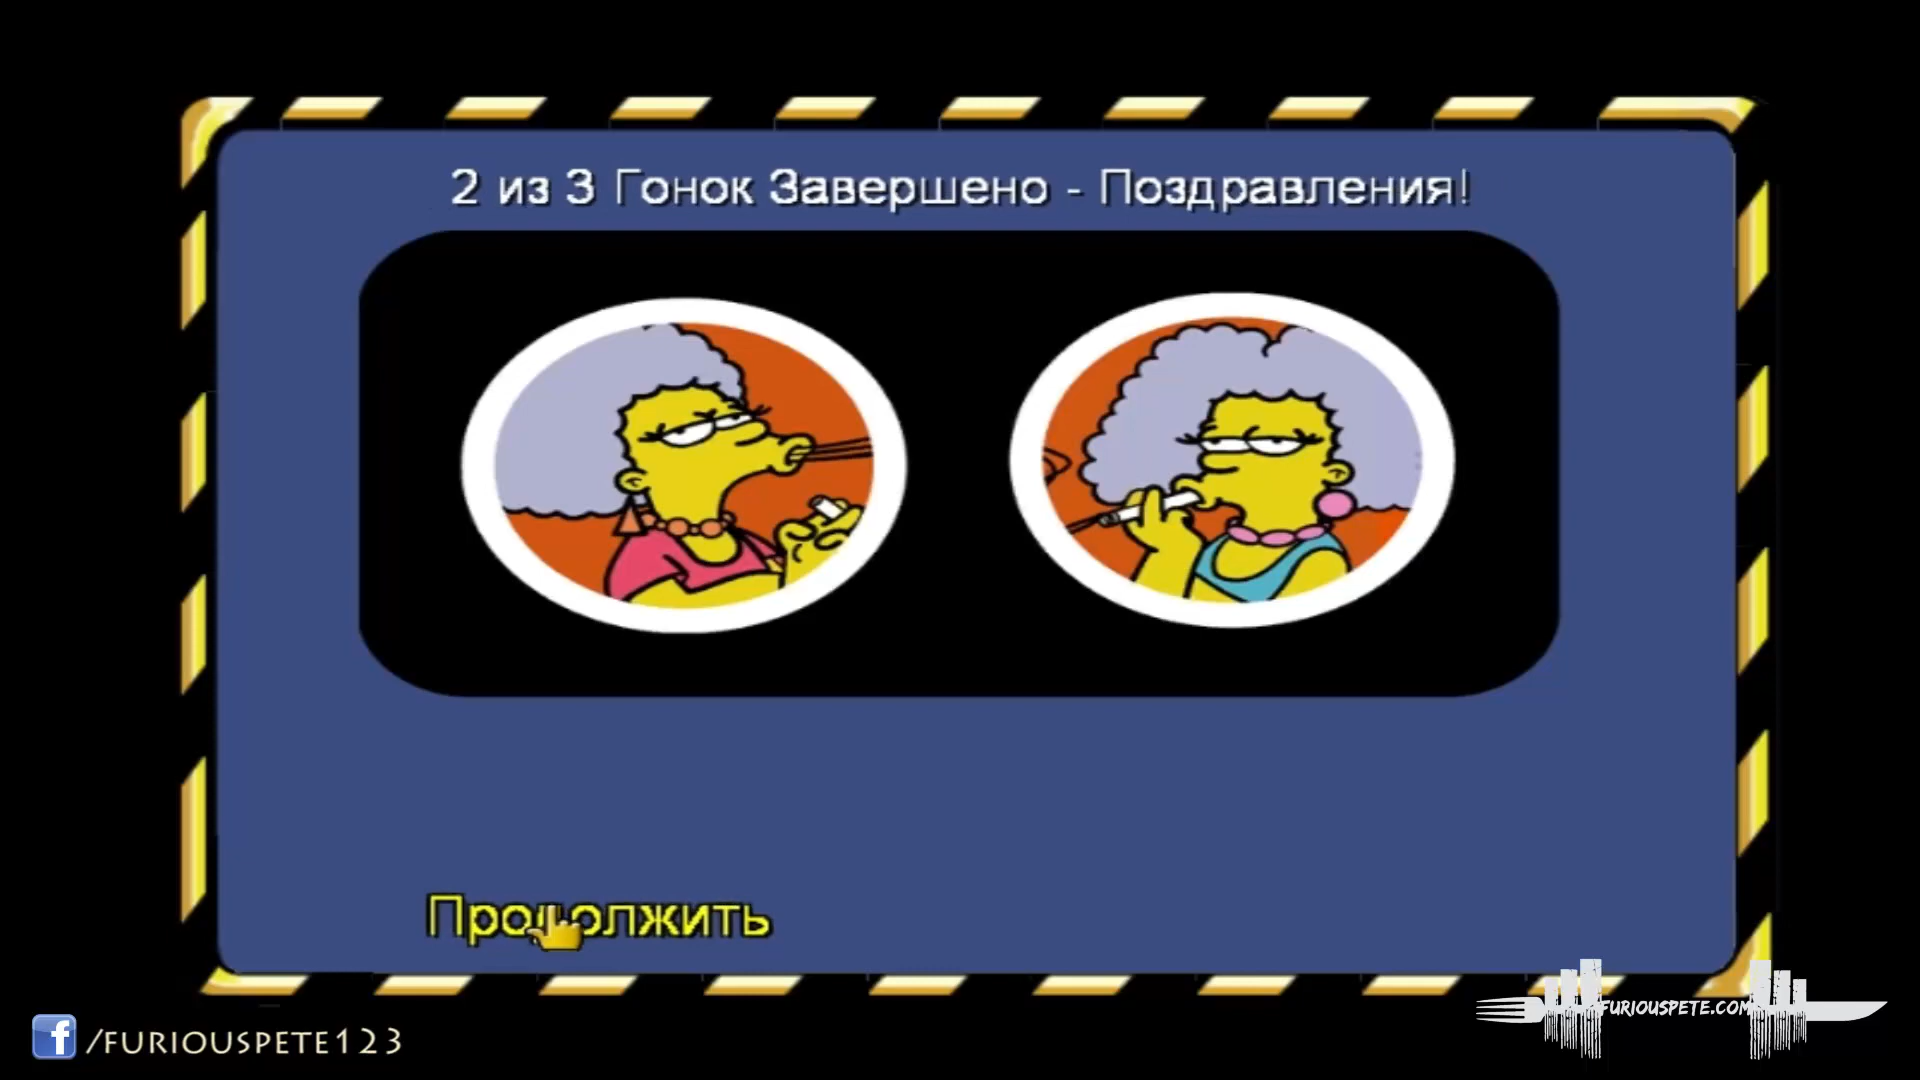 2 из 3 Гонок Завершено - Поздравления!
Продолжить
/FURIOUSPETE123
FURIOUSPETE.COM